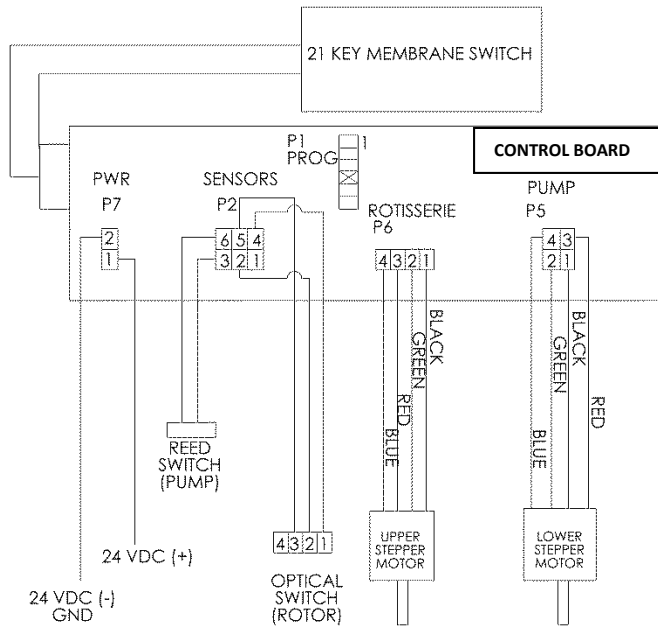 21 KEY MEMBRANE SWITCH
P1
PROG
1
CONTROL BOARD
PWR
P7
SENSORS
P2
ROTISSERIE
P6
PUMP
P5
2
1
6 5 4
3 2 1
4 3 2 1
4 3
2 1
BLACK
GREEN
RED
BLUE
BLACK
GREEN
RED
BLUE
REED
SWITCH
(PUMP)
4 3 2 1
OPTICAL
SWITCH
(ROTOR)
UPPER
STEPPER
MOTOR
LOWER
STEPPER
MOTOR
24 VDC (+)
24 VDC (-)
GND